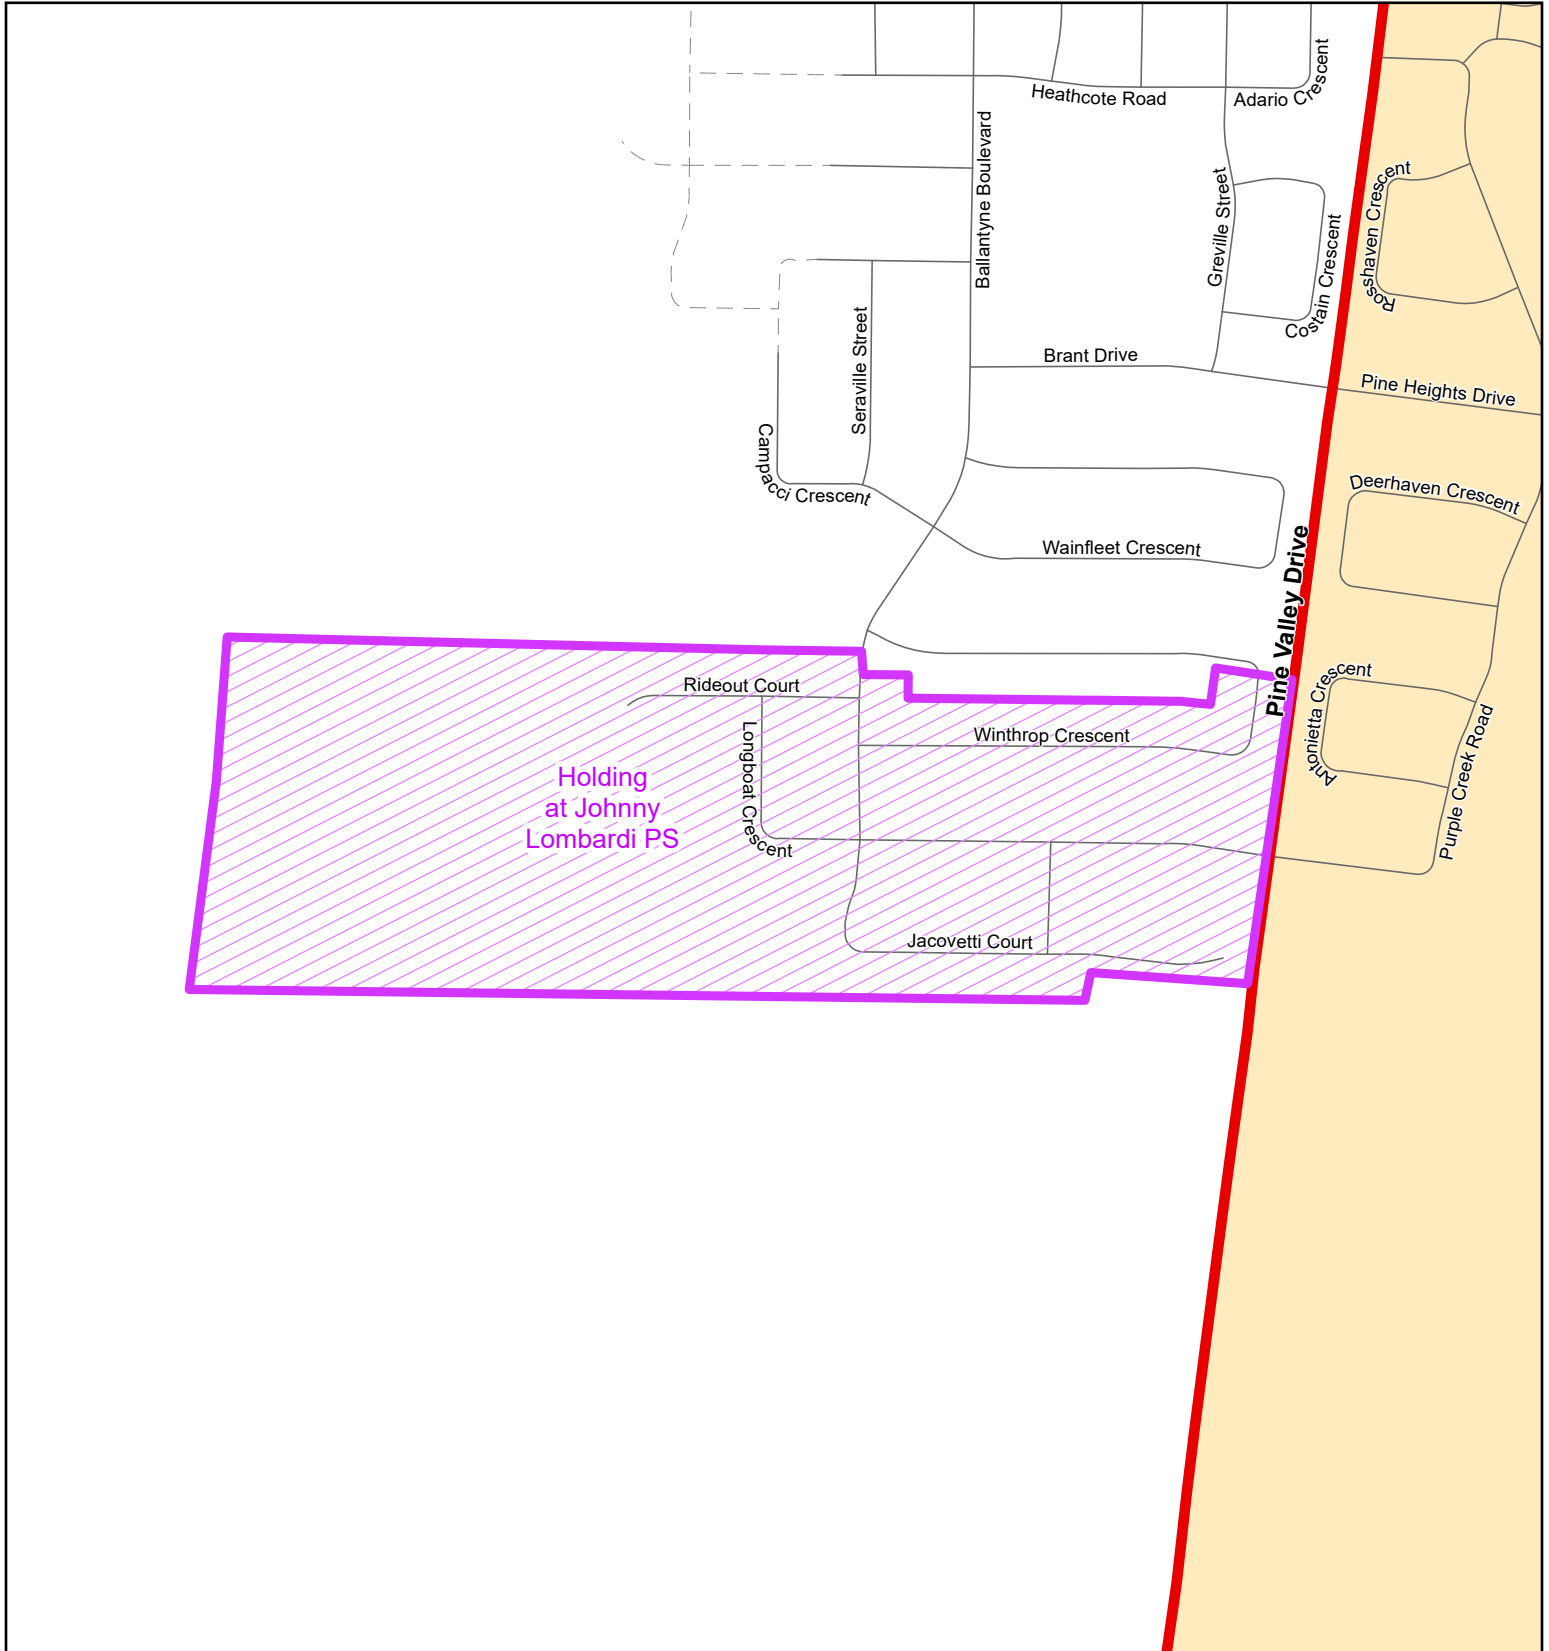 Heathcote Road
Adario Crescent
Ballantyne Boulevard
Greville Street
Costain Crescent
Rosshaven Crescent
Seraville Street
Brant Drive
Pine Heights Drive
Campacci Crescent
Deerhaven Crescent
Wainfleet Crescent
Pine Valley Drive
Antonietta Crescent
Purple Creek Road
Rideout Court
Longboat Crescent
Winthrop Crescent
Holding
at Johnny
Lombardi PS
Jacovetti Court